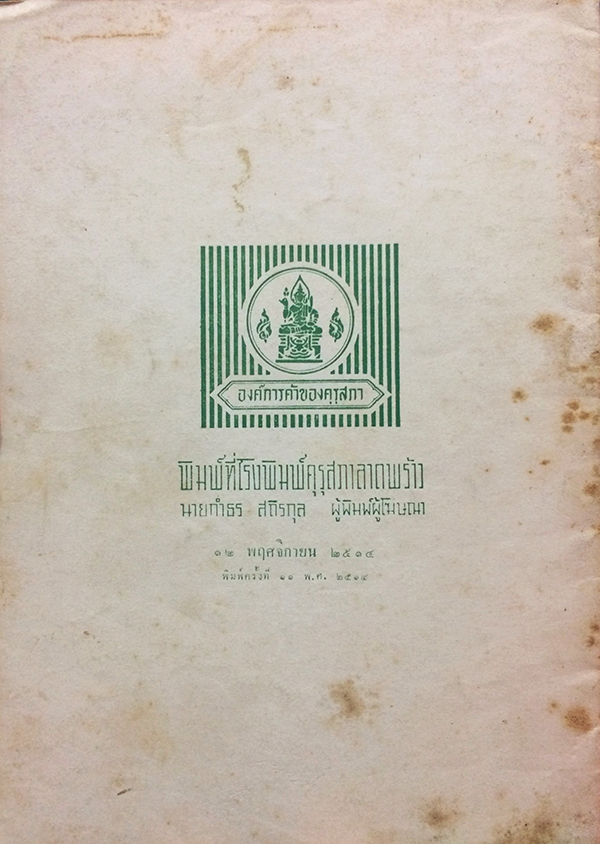 องค์การค้าของคุรุสภา
พิมพ์ที่โรงพิมพ์คุรุสภาลาดพร้าว
นายกำธร สถิรกุล ผู้พิมพ์ผู้โฆษณา
๑๒ พฤศจิกายน ๒๕๑๔
พิมพ์ครั้งที่ ๑๑ พ.ศ. ๒๕๑๔